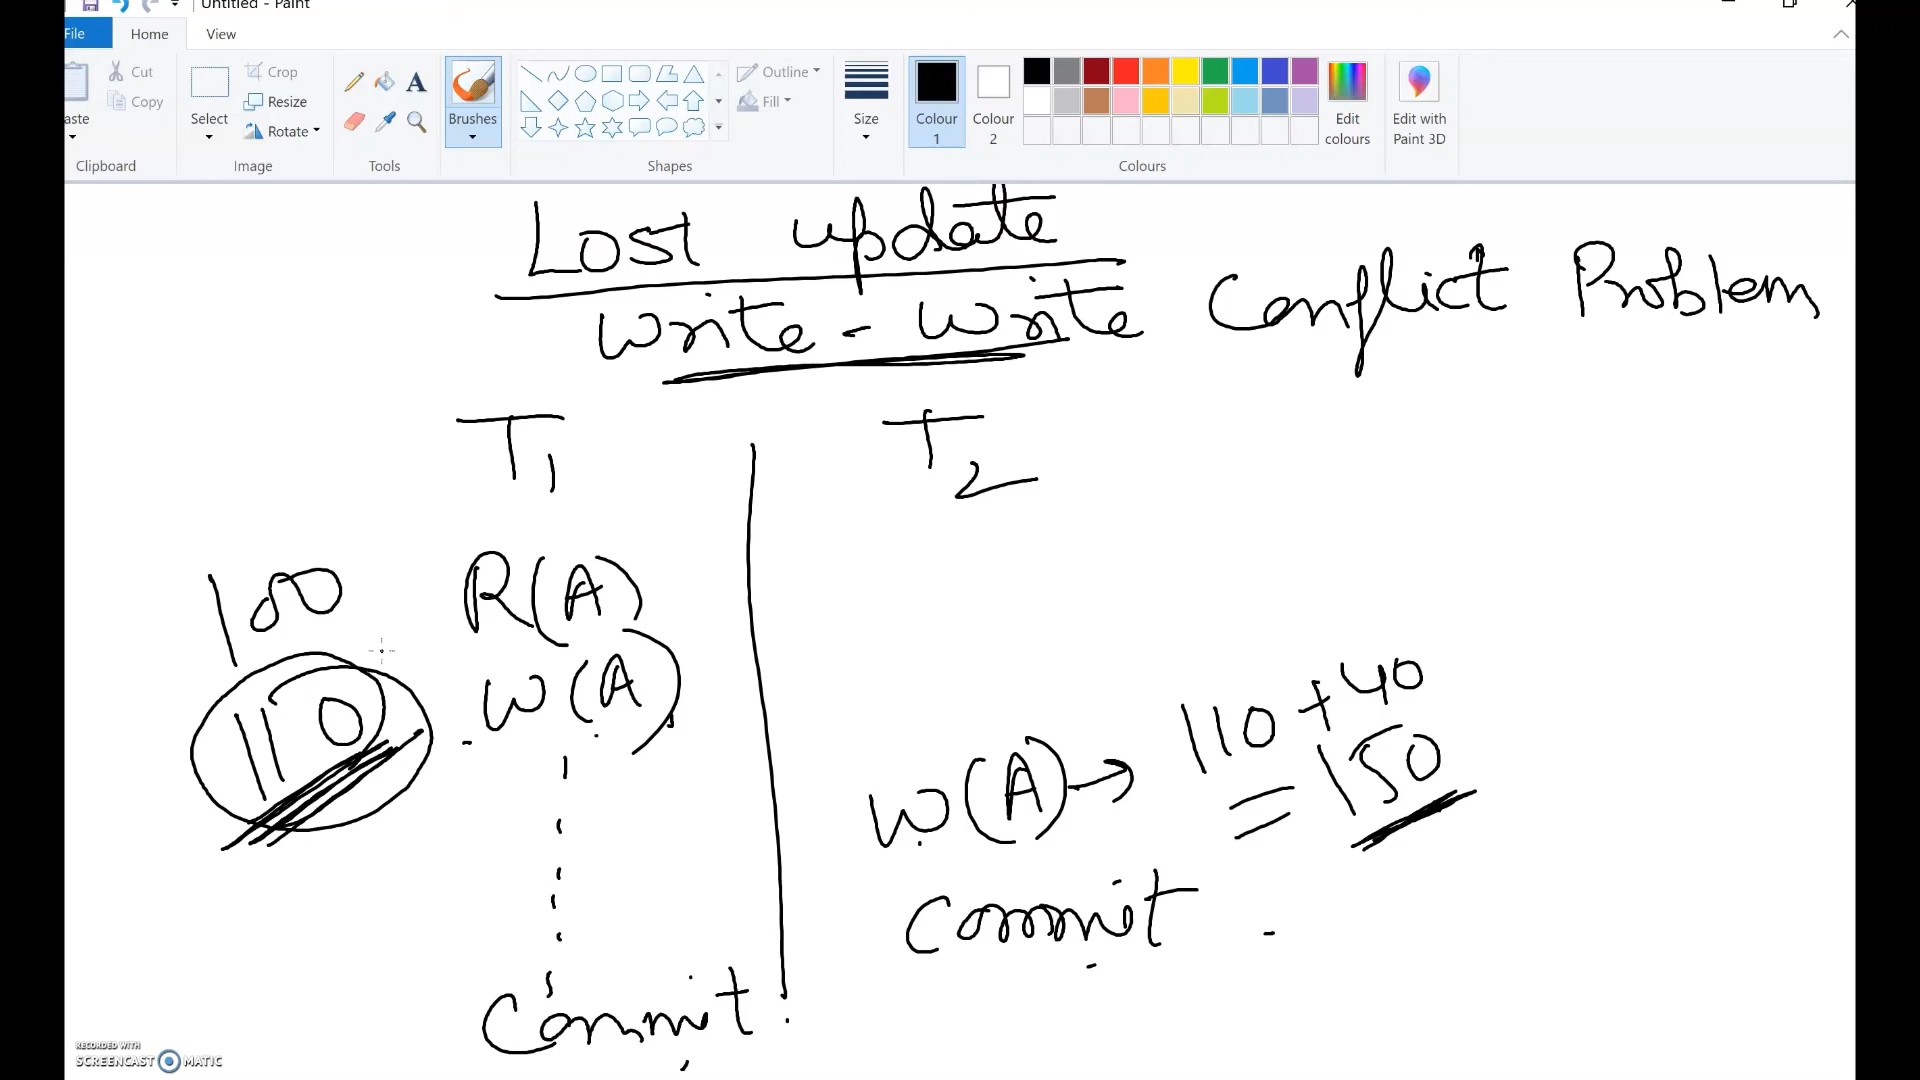 Untitled - Paint
File Home View
Cut
Copy
aste
Clipboard
Select
Crop
Resize
Rotate
Image
Tools
Brushes
Outline
Fill
Shapes
Size
Colour 1
Colour 2
Edit colours
Edit with Paint 3D
Colours
Lost update
Write - Write Conflict Problem
T1 T2
100 R(A)
110 W(A)
W(A) → 110 + 40
= 150
Commit
Commit
RECORDED WITH
SCREENCAST MATIC